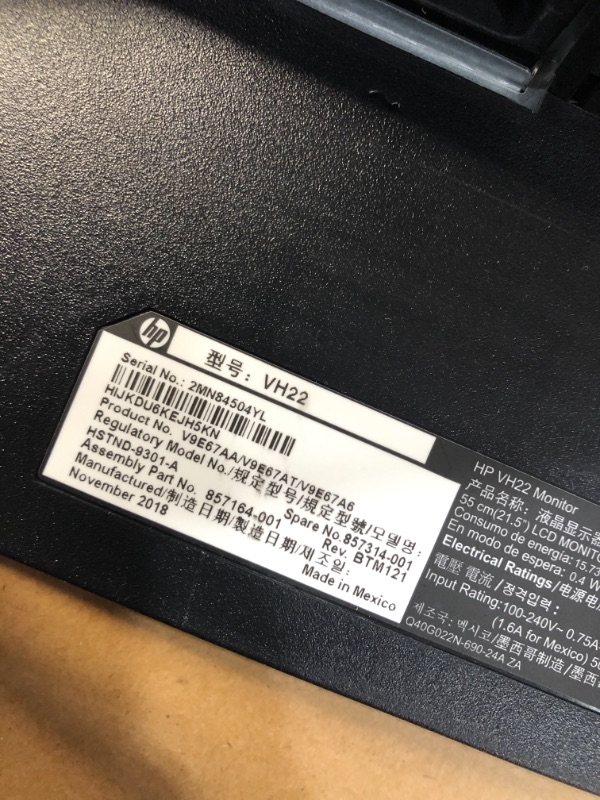 hp
型号: VH22
Serial No.: 2MN84504YL
HIJKDU6KEJH5KN
Product No. V9E67AA/V9E67AT/V9E67A6
Regulatory Model No./规定型号/規定型號/모델명:
HSTND-9301-A
Spare No.857314-001
Assembly Part No. 857164-001
Rev. BTM121
Manufactured/制造日期/製造日期/제조일:
November 2018
Made in Mexico
HP VH22 Monitor
产品名称: 液晶显示器
55 cm(21.5") LCD MONITO
Consumo de energía: 15.73
En modo de espera: 0.4 W
Electrical Ratings/电源电
電壓 電流 / 정격입력:
Input Rating:100-240V~ 0.75A-
(1.6A for Mexico) 50
제조국: 멕시코/墨西哥制造/墨西哥
Q40G022N-690-24A ZA